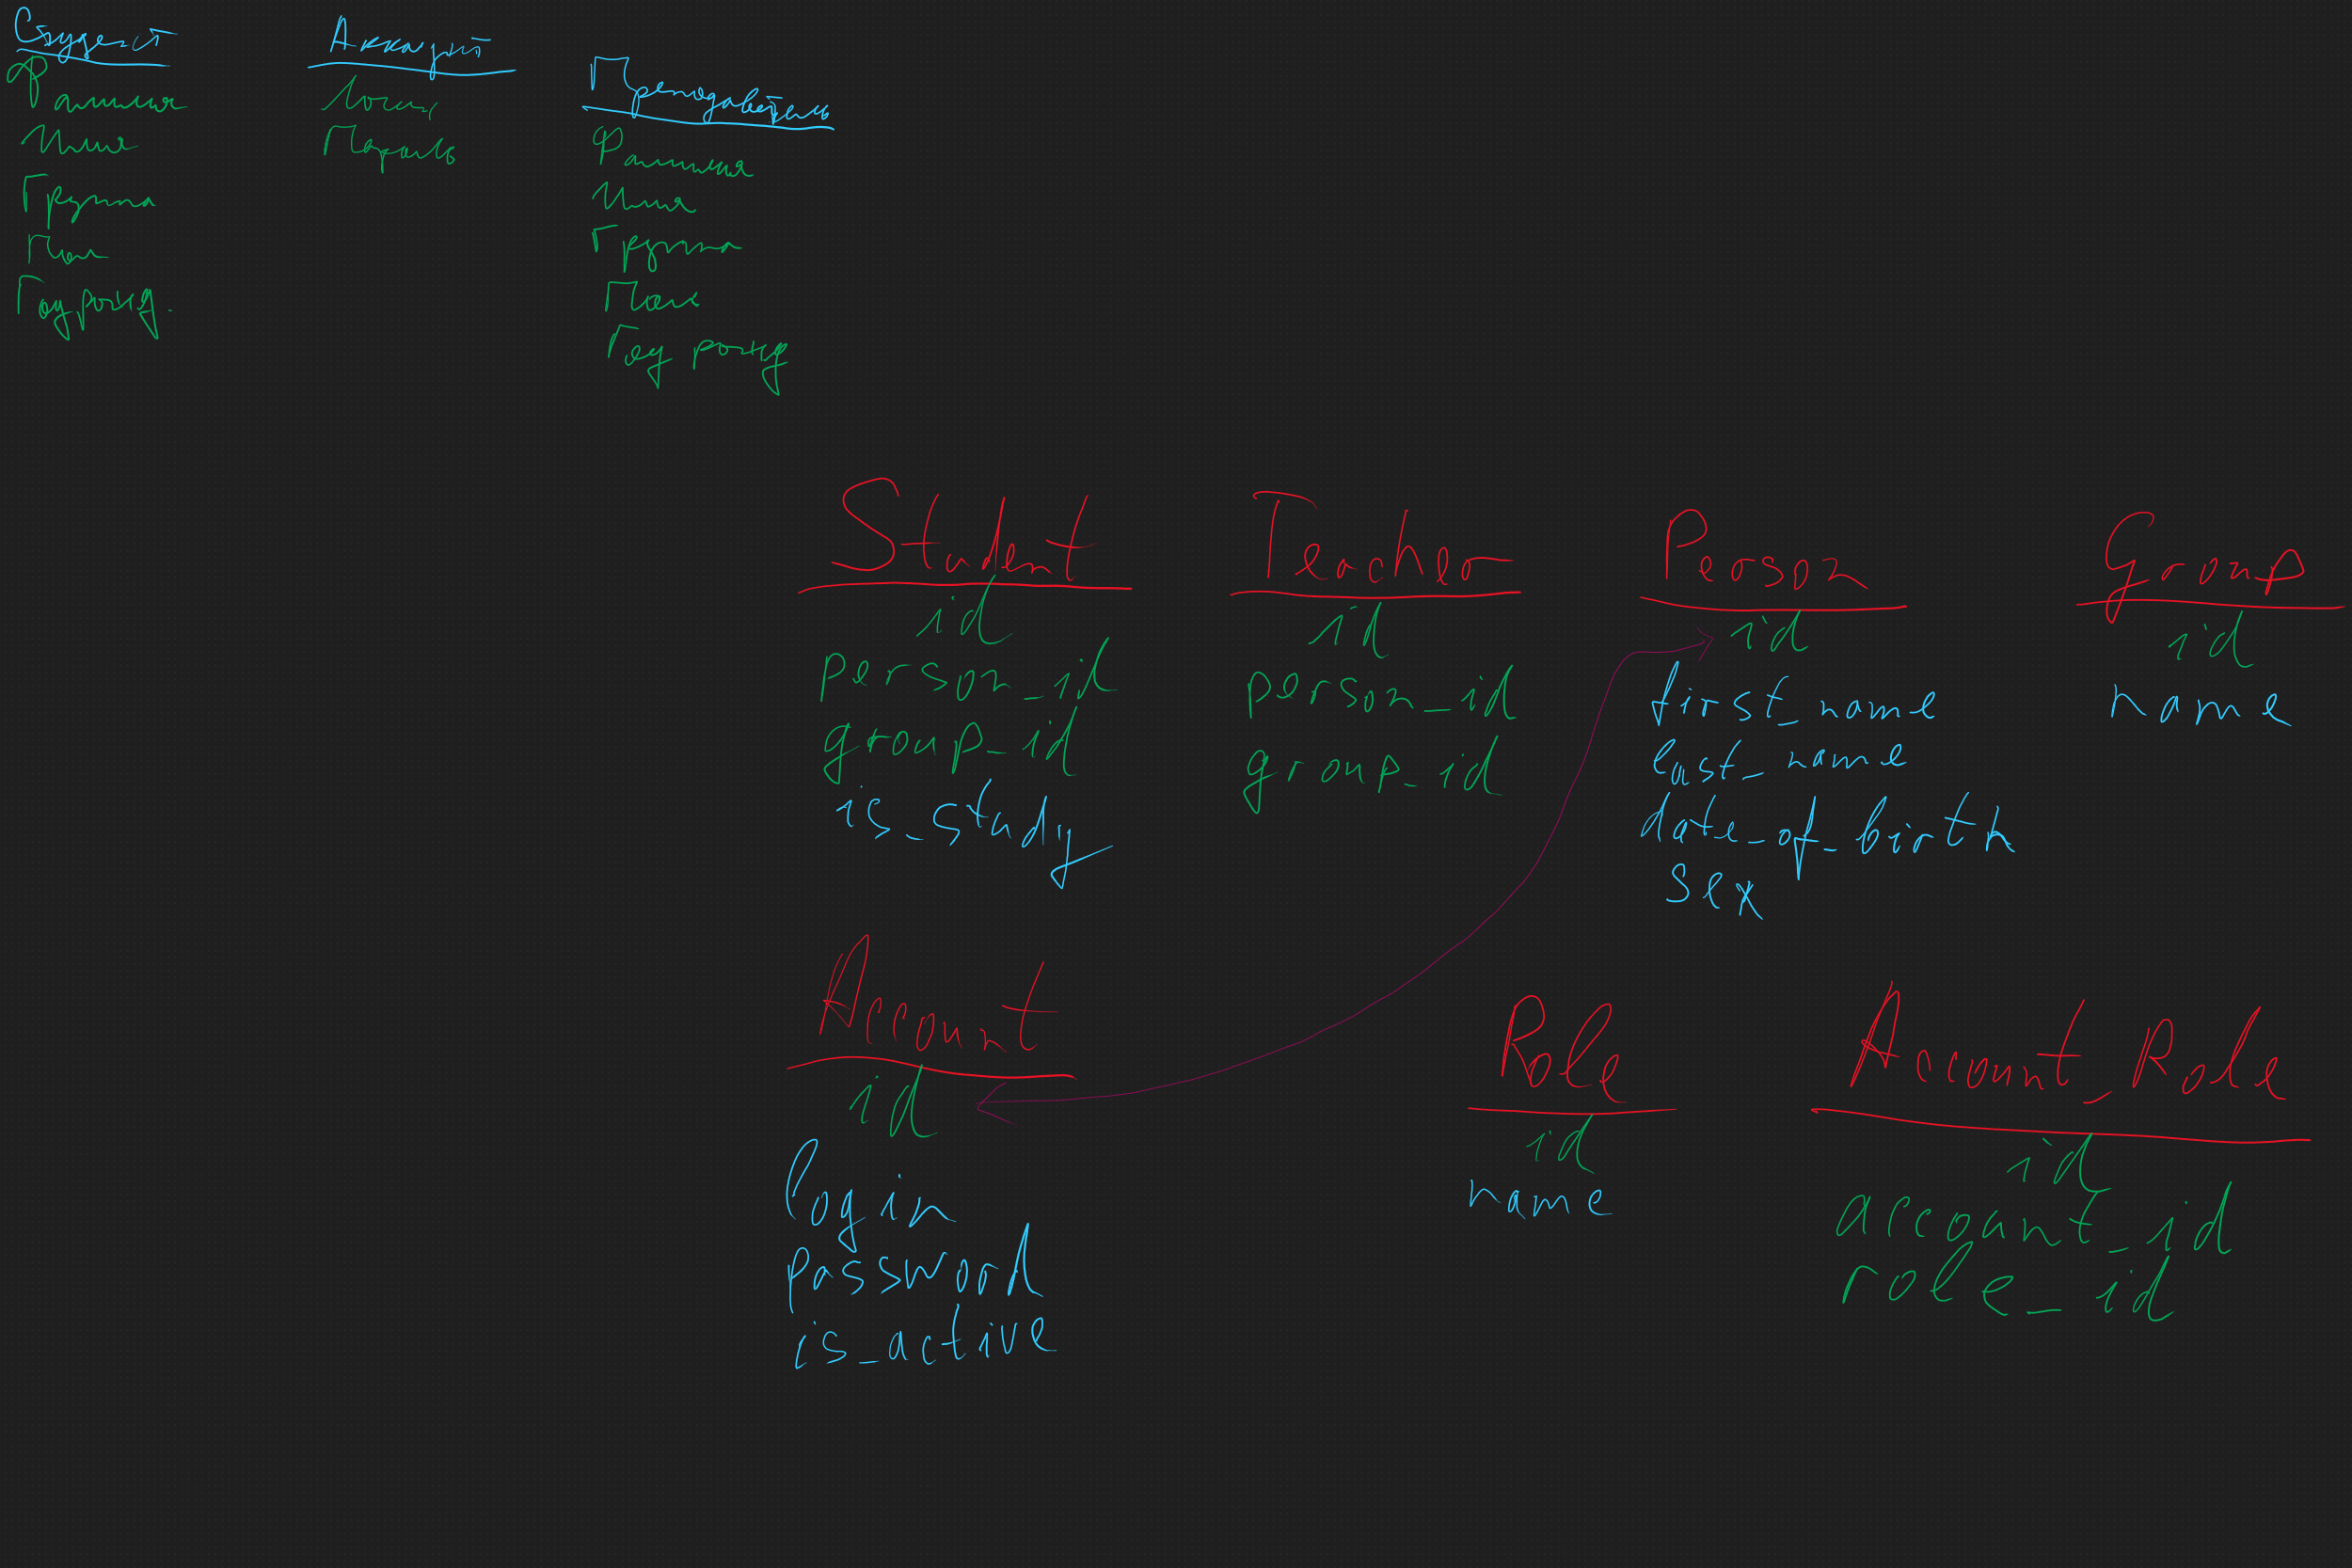 Студент
Фамилия
Имя
Группа
Пол
Год рожд.
Аккаунт
Логин
Пароль
Преподаватель
Фамилия
Имя
Группа
Пол
Год рожд
Student
id
person_id
group_id
is_study
Teacher
id
person_id
group_id
Person
id
first_name
last_name
date_of_birth
sex
Group
id
name
Account
id
login
password
is_active
Role
id
name
Account_Role
id
account_id
role_id